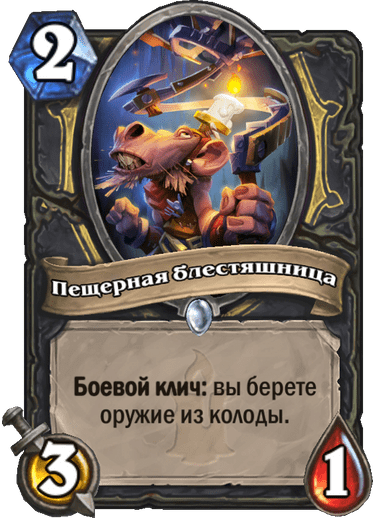 2
Пещерная блестяшница
Боевой клич: вы берете
оружие из колоды.
3
1